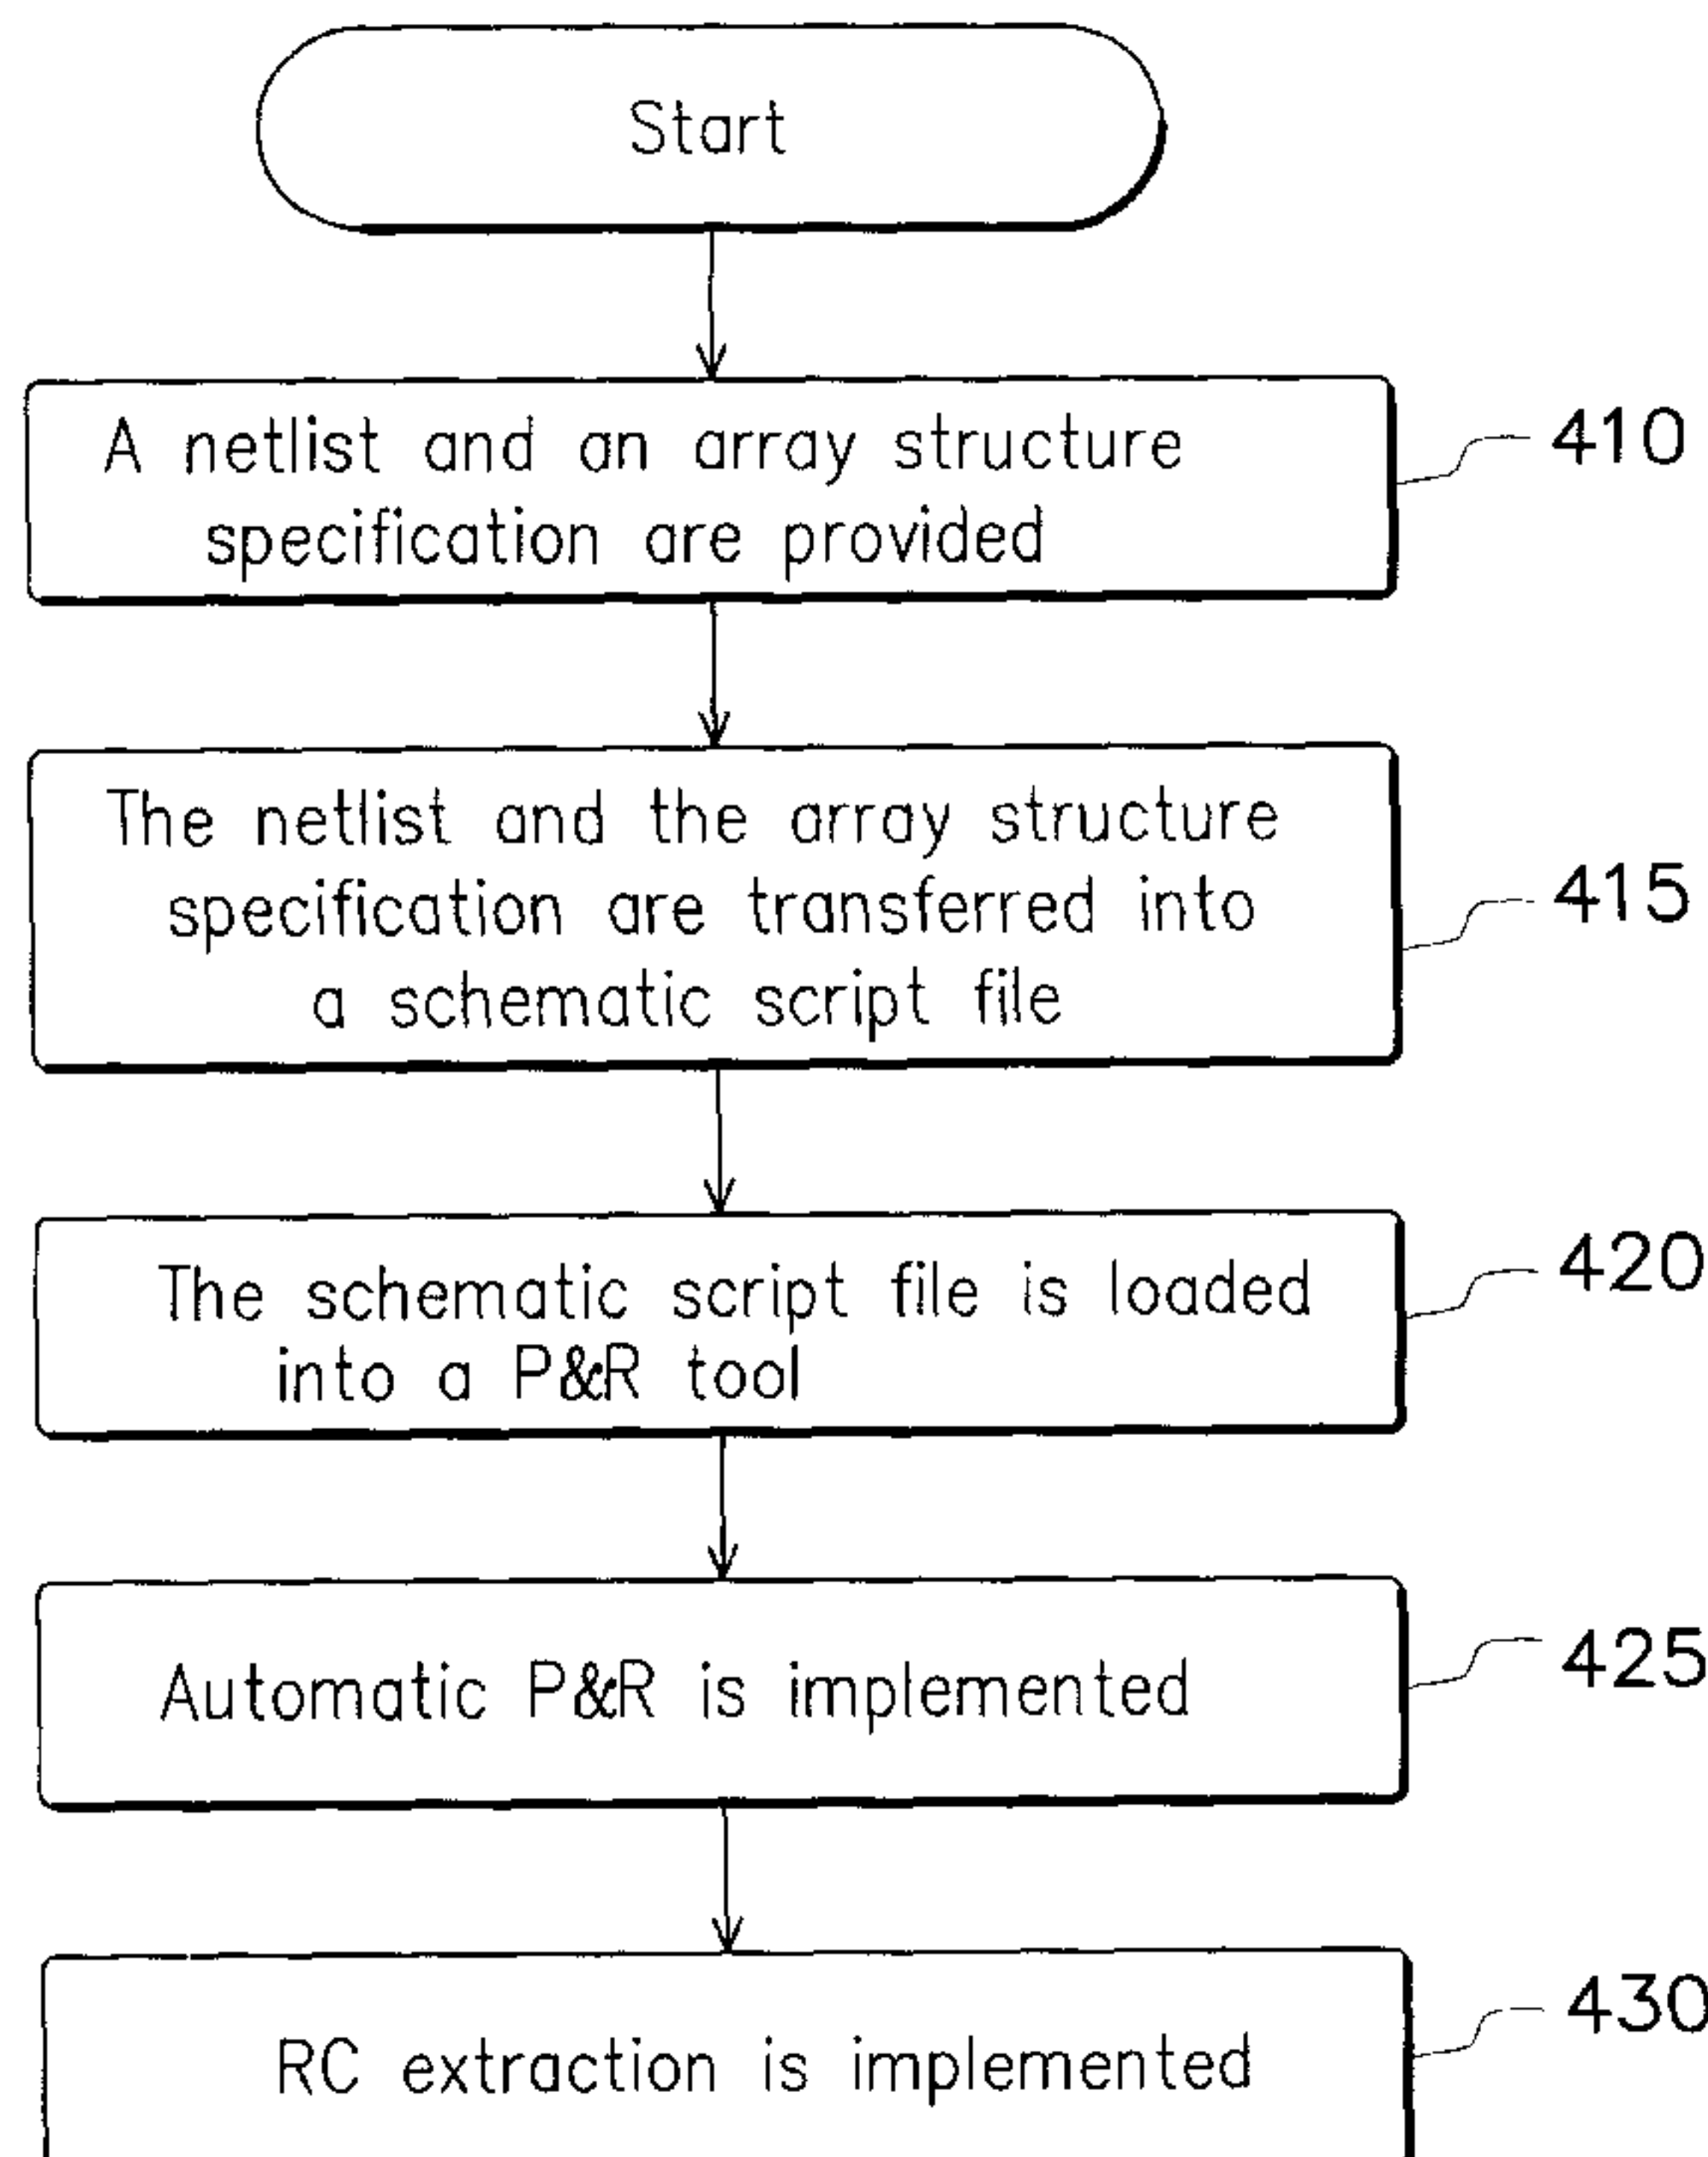 Start
A netlist and an array structure
specification are provided
410
The netlist and the array structure
specification are transferred into
a schematic script file
415
The schematic script file is loaded
into a P&R tool
420
Automatic P&R is implemented
425
RC extraction is implemented
430